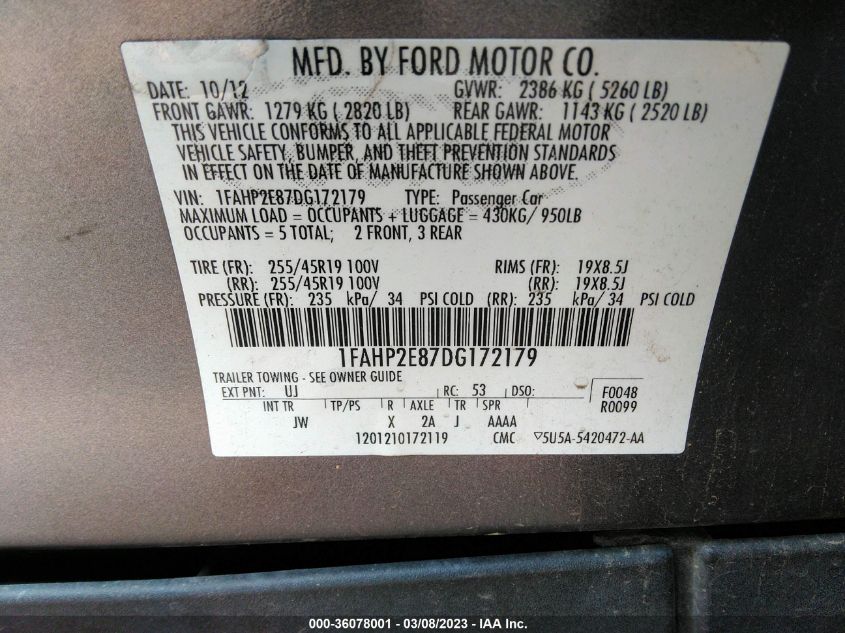 MFD. BY FORD MOTOR CO.
DATE: 10/12 GVWR: 2386 KG ( 5260 LB)
FRONT GAWR: 1279 KG ( 2820 LB) REAR GAWR: 1143 KG ( 2520 LB)
THIS VEHICLE CONFORMS TO ALL APPLICABLE FEDERAL MOTOR
VEHICLE SAFETY, BUMPER, AND THEFT PREVENTION STANDARDS
IN EFFECT ON THE DATE OF MANUFACTURE SHOWN ABOVE.
VIN: 1FAHP2E87DG172179 TYPE: Passenger Car
MAXIMUM LOAD = OCCUPANTS + LUGGAGE = 430KG/ 950LB
OCCUPANTS = 5 TOTAL; 2 FRONT, 3 REAR
TIRE (FR): 255/45R19 100V RIMS (FR): 19X8.5J
(RR): 255/45R19 100V (RR): 19X8.5J
PRESSURE (FR): 235 kPa/ 34 PSI COLD (RR): 235 kPa/ 34 PSI COLD
1FAHP2E87DG172179
TRAILER TOWING - SEE OWNER GUIDE
EXT PNT: UJ RC: 53 DSO: F0048
INT TR TP/PS R AXLE TR SPR R0099
JW X 2A J AAAA
1201210172119 CMC ▽5U5A-5420472-AA
000-36078001 / 03/08/2023 - IAA Inc.